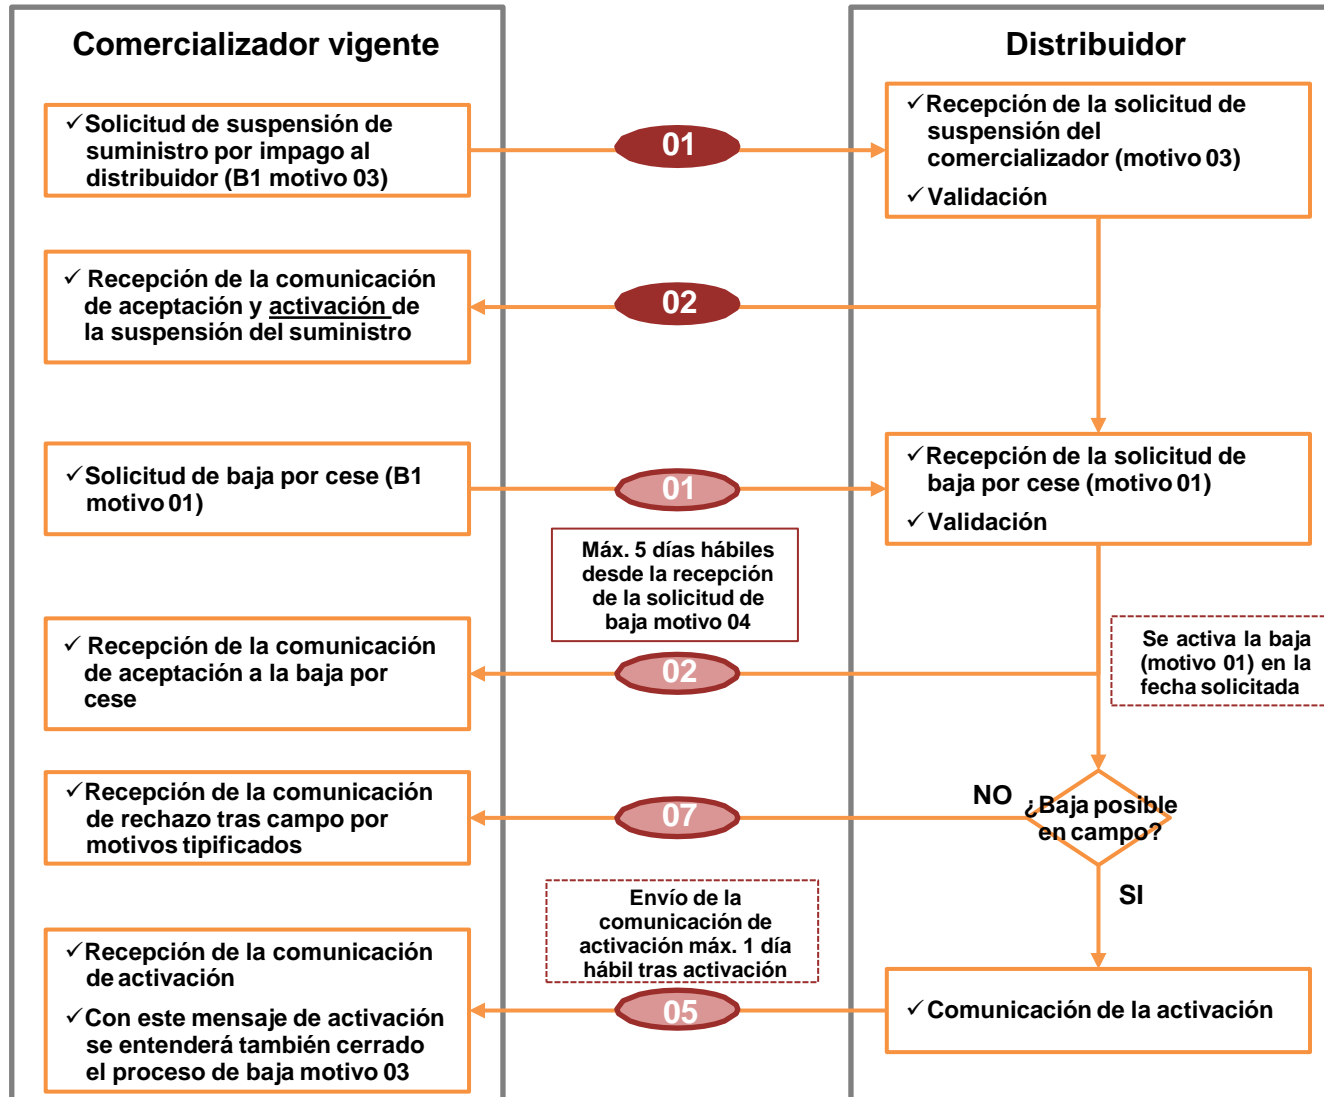 Comercializador vigente
Distribuidor
✓Solicitud de suspensión de
suministro por impago al
distribuidor (B1 motivo 03)
01
✓Recepción de la solicitud de
suspensión del
comercializador (motivo 03)
✓Validación
✓ Recepción de la comunicación
de aceptación y activación de
la suspensión del suministro
02
✓Solicitud de baja por cese (B1
motivo 01)
01
✓Recepción de la solicitud de
baja por cese (motivo 01)
✓Validación
Máx. 5 días hábiles
desde la recepción
de la solicitud de
baja motivo 04
✓ Recepción de la comunicación
de aceptación a la baja por
cese
02
Se activa la baja
(motivo 01) en la
fecha solicitada
✓Recepción de la comunicación
de rechazo tras campo por
motivos tipificados
07
NO
¿Baja posible
en campo?
SI
Envío de la
comunicación de
activación máx. 1 día
hábil tras activación
✓Recepción de la comunicación
de activación
✓Con este mensaje de activación
se entenderá también cerrado
el proceso de baja motivo 03
05
✓Comunicación de la activación